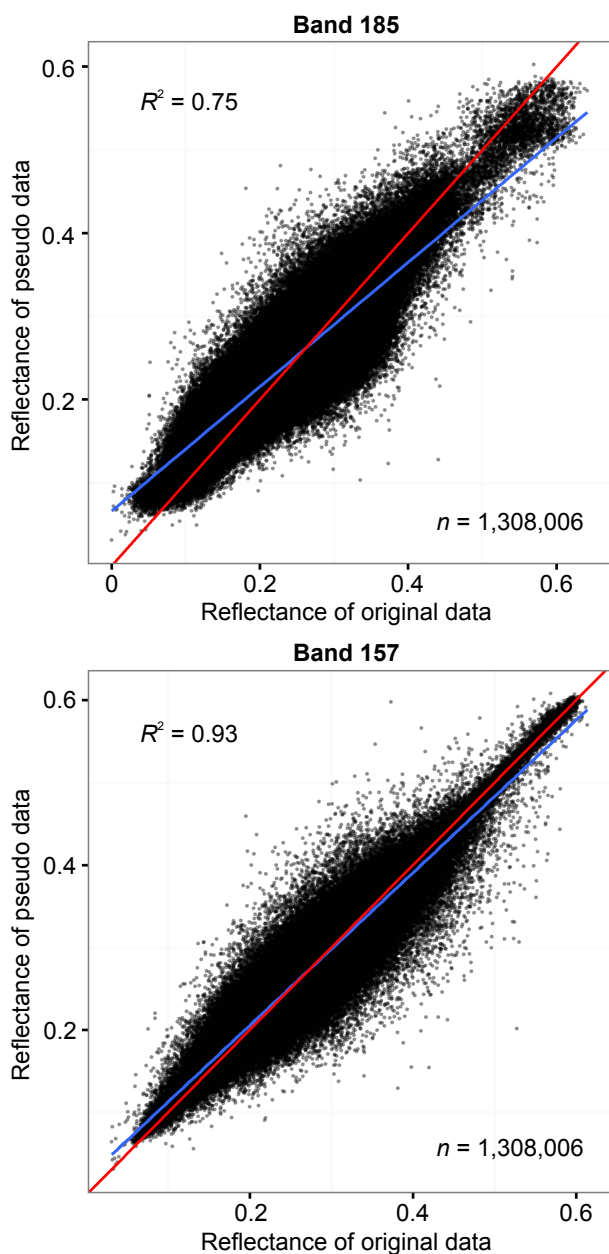 Band 185
0.6
R² = 0.75
0.4
Reflectance of pseudo data
0.2
n = 1,308,006
0 0.2 0.4 0.6
Reflectance of original data
Band 157
0.6
R² = 0.93
0.4
Reflectance of pseudo data
0.2
n = 1,308,006
0.2 0.4 0.6
Reflectance of original data